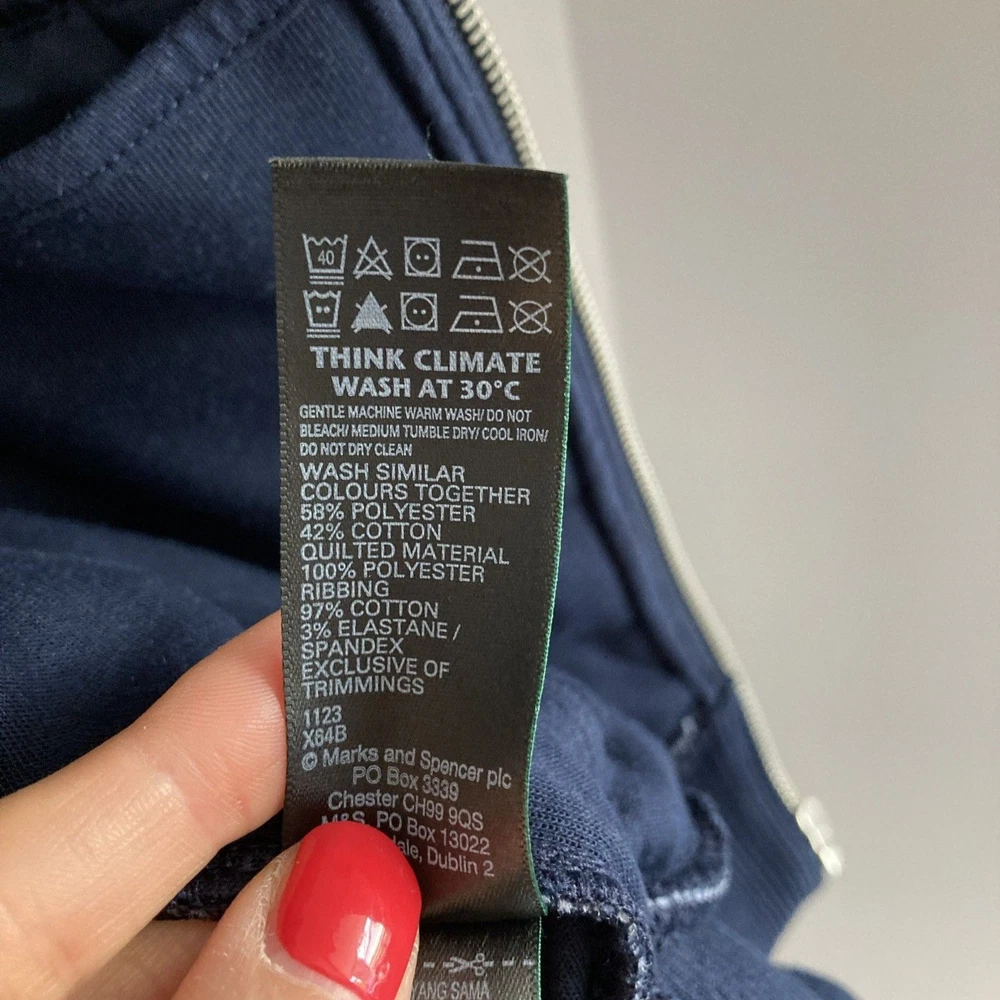 40
THINK CLIMATE
WASH AT 30°C
GENTLE MACHINE WARM WASH/ DO NOT
BLEACH/ MEDIUM TUMBLE DRY/ COOL IRON/
DO NOT DRY CLEAN
WASH SIMILAR
COLOURS TOGETHER
58% POLYESTER
42% COTTON
QUILTED MATERIAL
100% POLYESTER
RIBBING
97% COTTON
3% ELASTANE /
SPANDEX
EXCLUSIVE OF
TRIMMINGS
1123
X64B
© Marks and Spencer plc
PO Box 3339
Chester CH99 9QS
M&S, PO Box 13022
Dublin 2
YANG SAMA